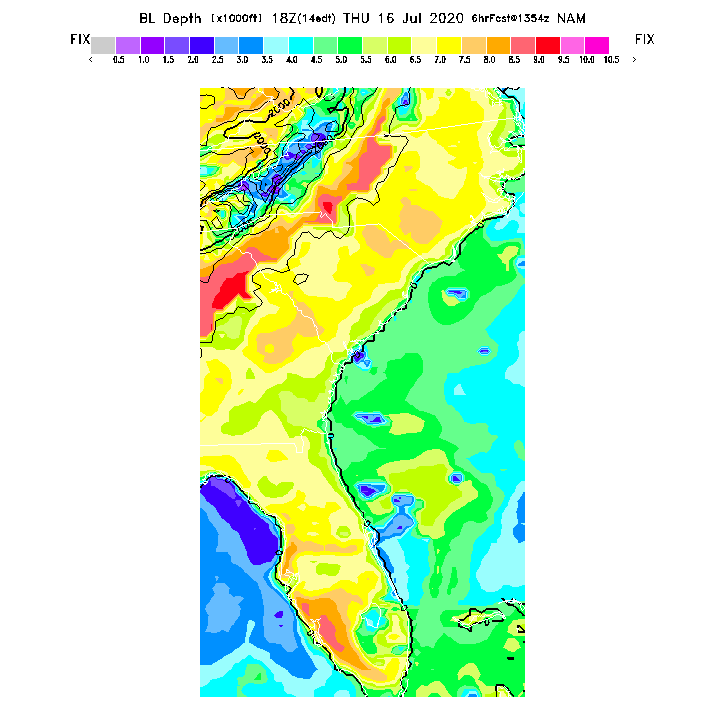 BL Depth [x1000ft] 18Z(14edt) THU 16 Jul 2020 6hrFcst@1354z NAM
FIX FIX
< 0.5 1.0 1.5 2.0 2.5 3.0 3.5 4.0 4.5 5.0 5.5 6.0 6.5 7.0 7.5 8.0 8.5 9.0 9.5 10.0 10.5 >
2000
2000